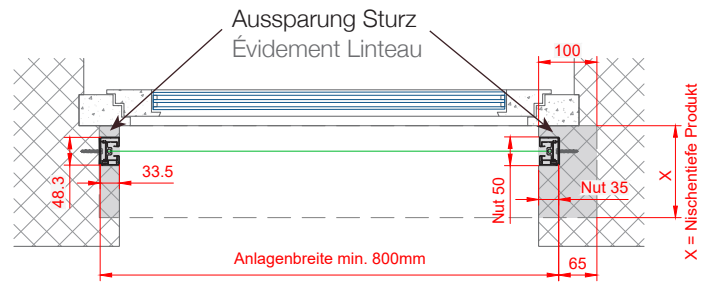 Aussparung Sturz
Évidement Linteau
100
33.5
48.3
Nut 50
Nut 35
X
X = Nischentiefe Produkt
Anlagenbreite min. 800mm
65